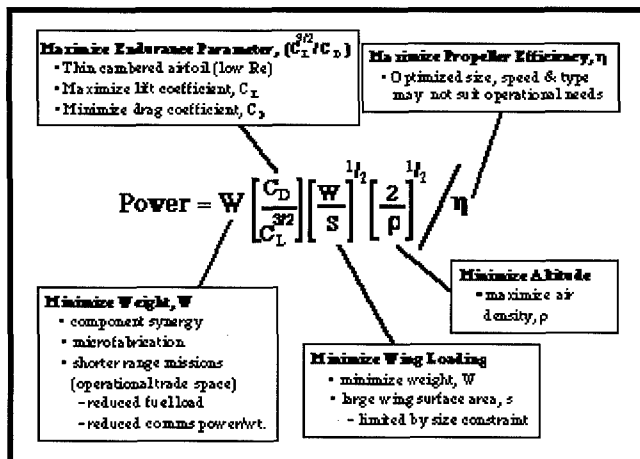 Maximize Endurance Parameter, (C_L^3/2/C_D)
• Thin cambered airfoil (low Re)
• Maximize lift coefficient, C_L
• Minimize drag coefficient, C_D
Maximize Propeller Efficiency, η
• Optimized size, speed & type
may not suit operational needs
Power = W [C_D/C_L^3/2] [W/s]^1/2 [2/ρ]^1/2 / η
Minimize Altitude
• maximize air
density, ρ
Minimize Weight, W
• component synergy
• microfabrication
• shorter range missions
(operational trade space)
-reduced fuel load
-reduced comms power/wt.
Minimize Wing Loading
• minimize weight, W
• large wing surface area, s
- limited by size constraint